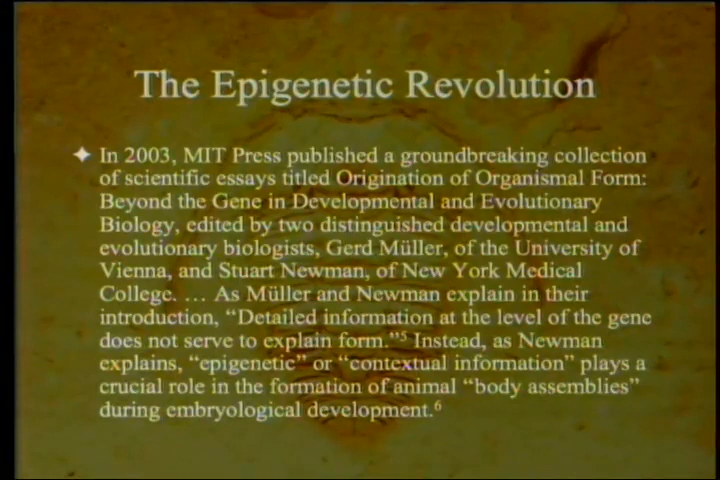 The Epigenetic Revolution
In 2003, MIT Press published a groundbreaking collection
of scientific essays titled Origination of Organismal Form:
Beyond the Gene in Developmental and Evolutionary
Biology, edited by two distinguished developmental and
evolutionary biologists, Gerd Müller, of the University of
Vienna, and Stuart Newman, of New York Medical
College. … As Müller and Newman explain in their
introduction, “Detailed information at the level of the gene
does not serve to explain form.”⁵ Instead, as Newman
explains, “epigenetic” or “contextual information” plays a
crucial role in the formation of animal “body assemblies”
during embryological development.⁶